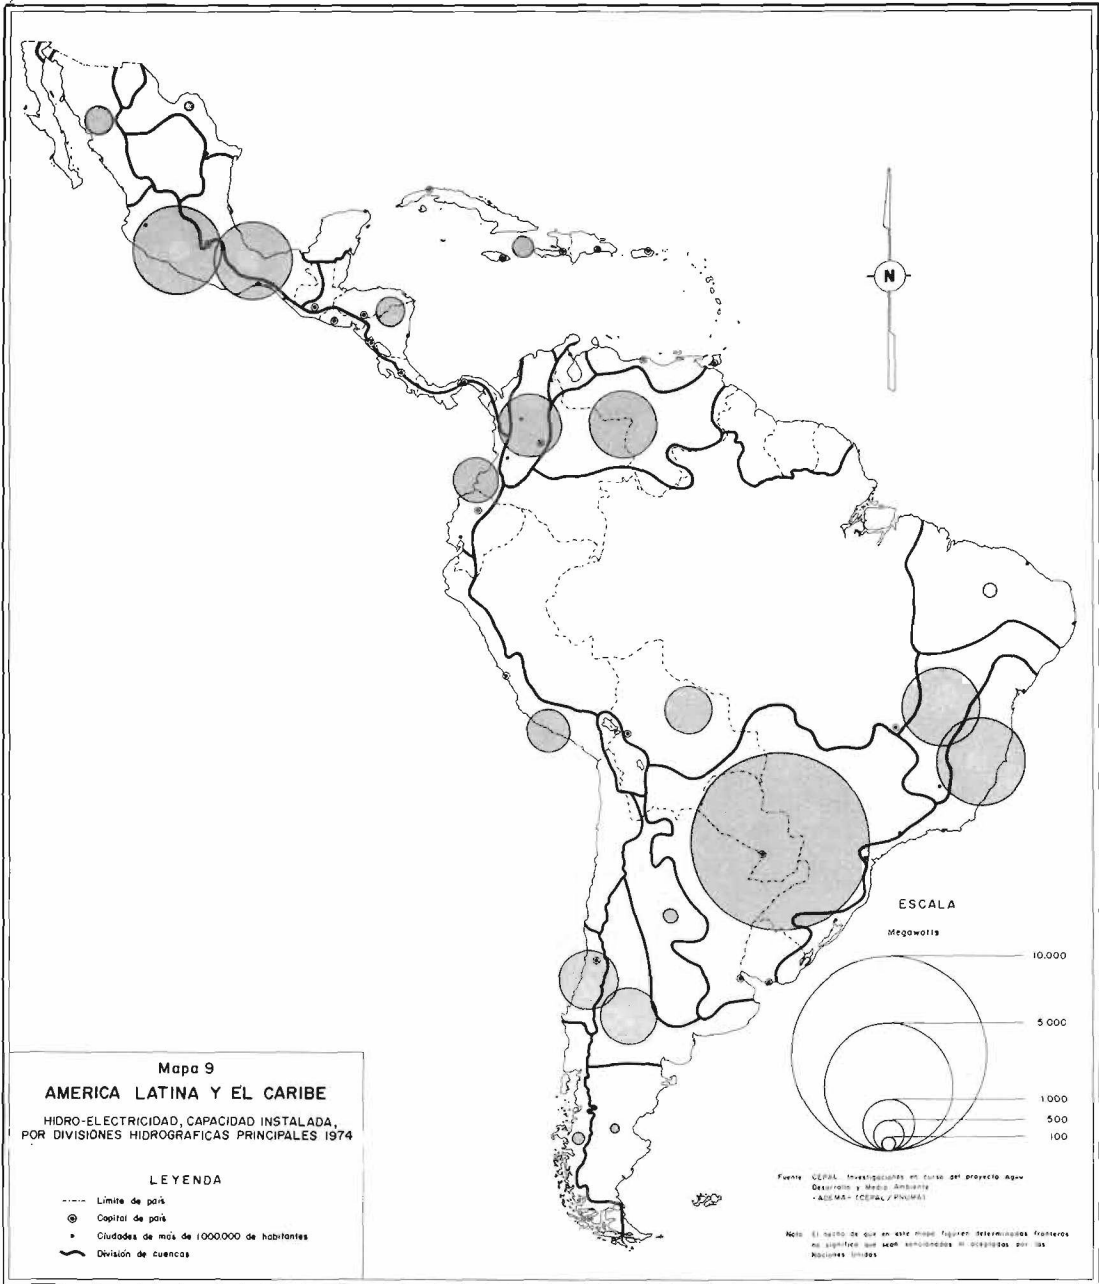 N
ESCALA
Megawatts
10.000
5 000
1 000
500
100
Mapa 9
AMERICA LATINA Y EL CARIBE
HIDRO-ELECTRICIDAD, CAPACIDAD INSTALADA,
POR DIVISIONES HIDROGRAFICAS PRINCIPALES 1974
LEYENDA
Límite de país
Capital de país
Ciudades de mas de 1000.000 de habitantes
División de cuencas
Fuente CEPAL Investigaciones en curso del proyecto Agua
Desarrollo y Medio Ambiente
- ADEMA - (CEPAL / PNUMA)
Nota El hecho de que en este mapa figuren determinadas fronteras
no significa que sean sancionadas ni aceptadas por las
Naciones Unidas